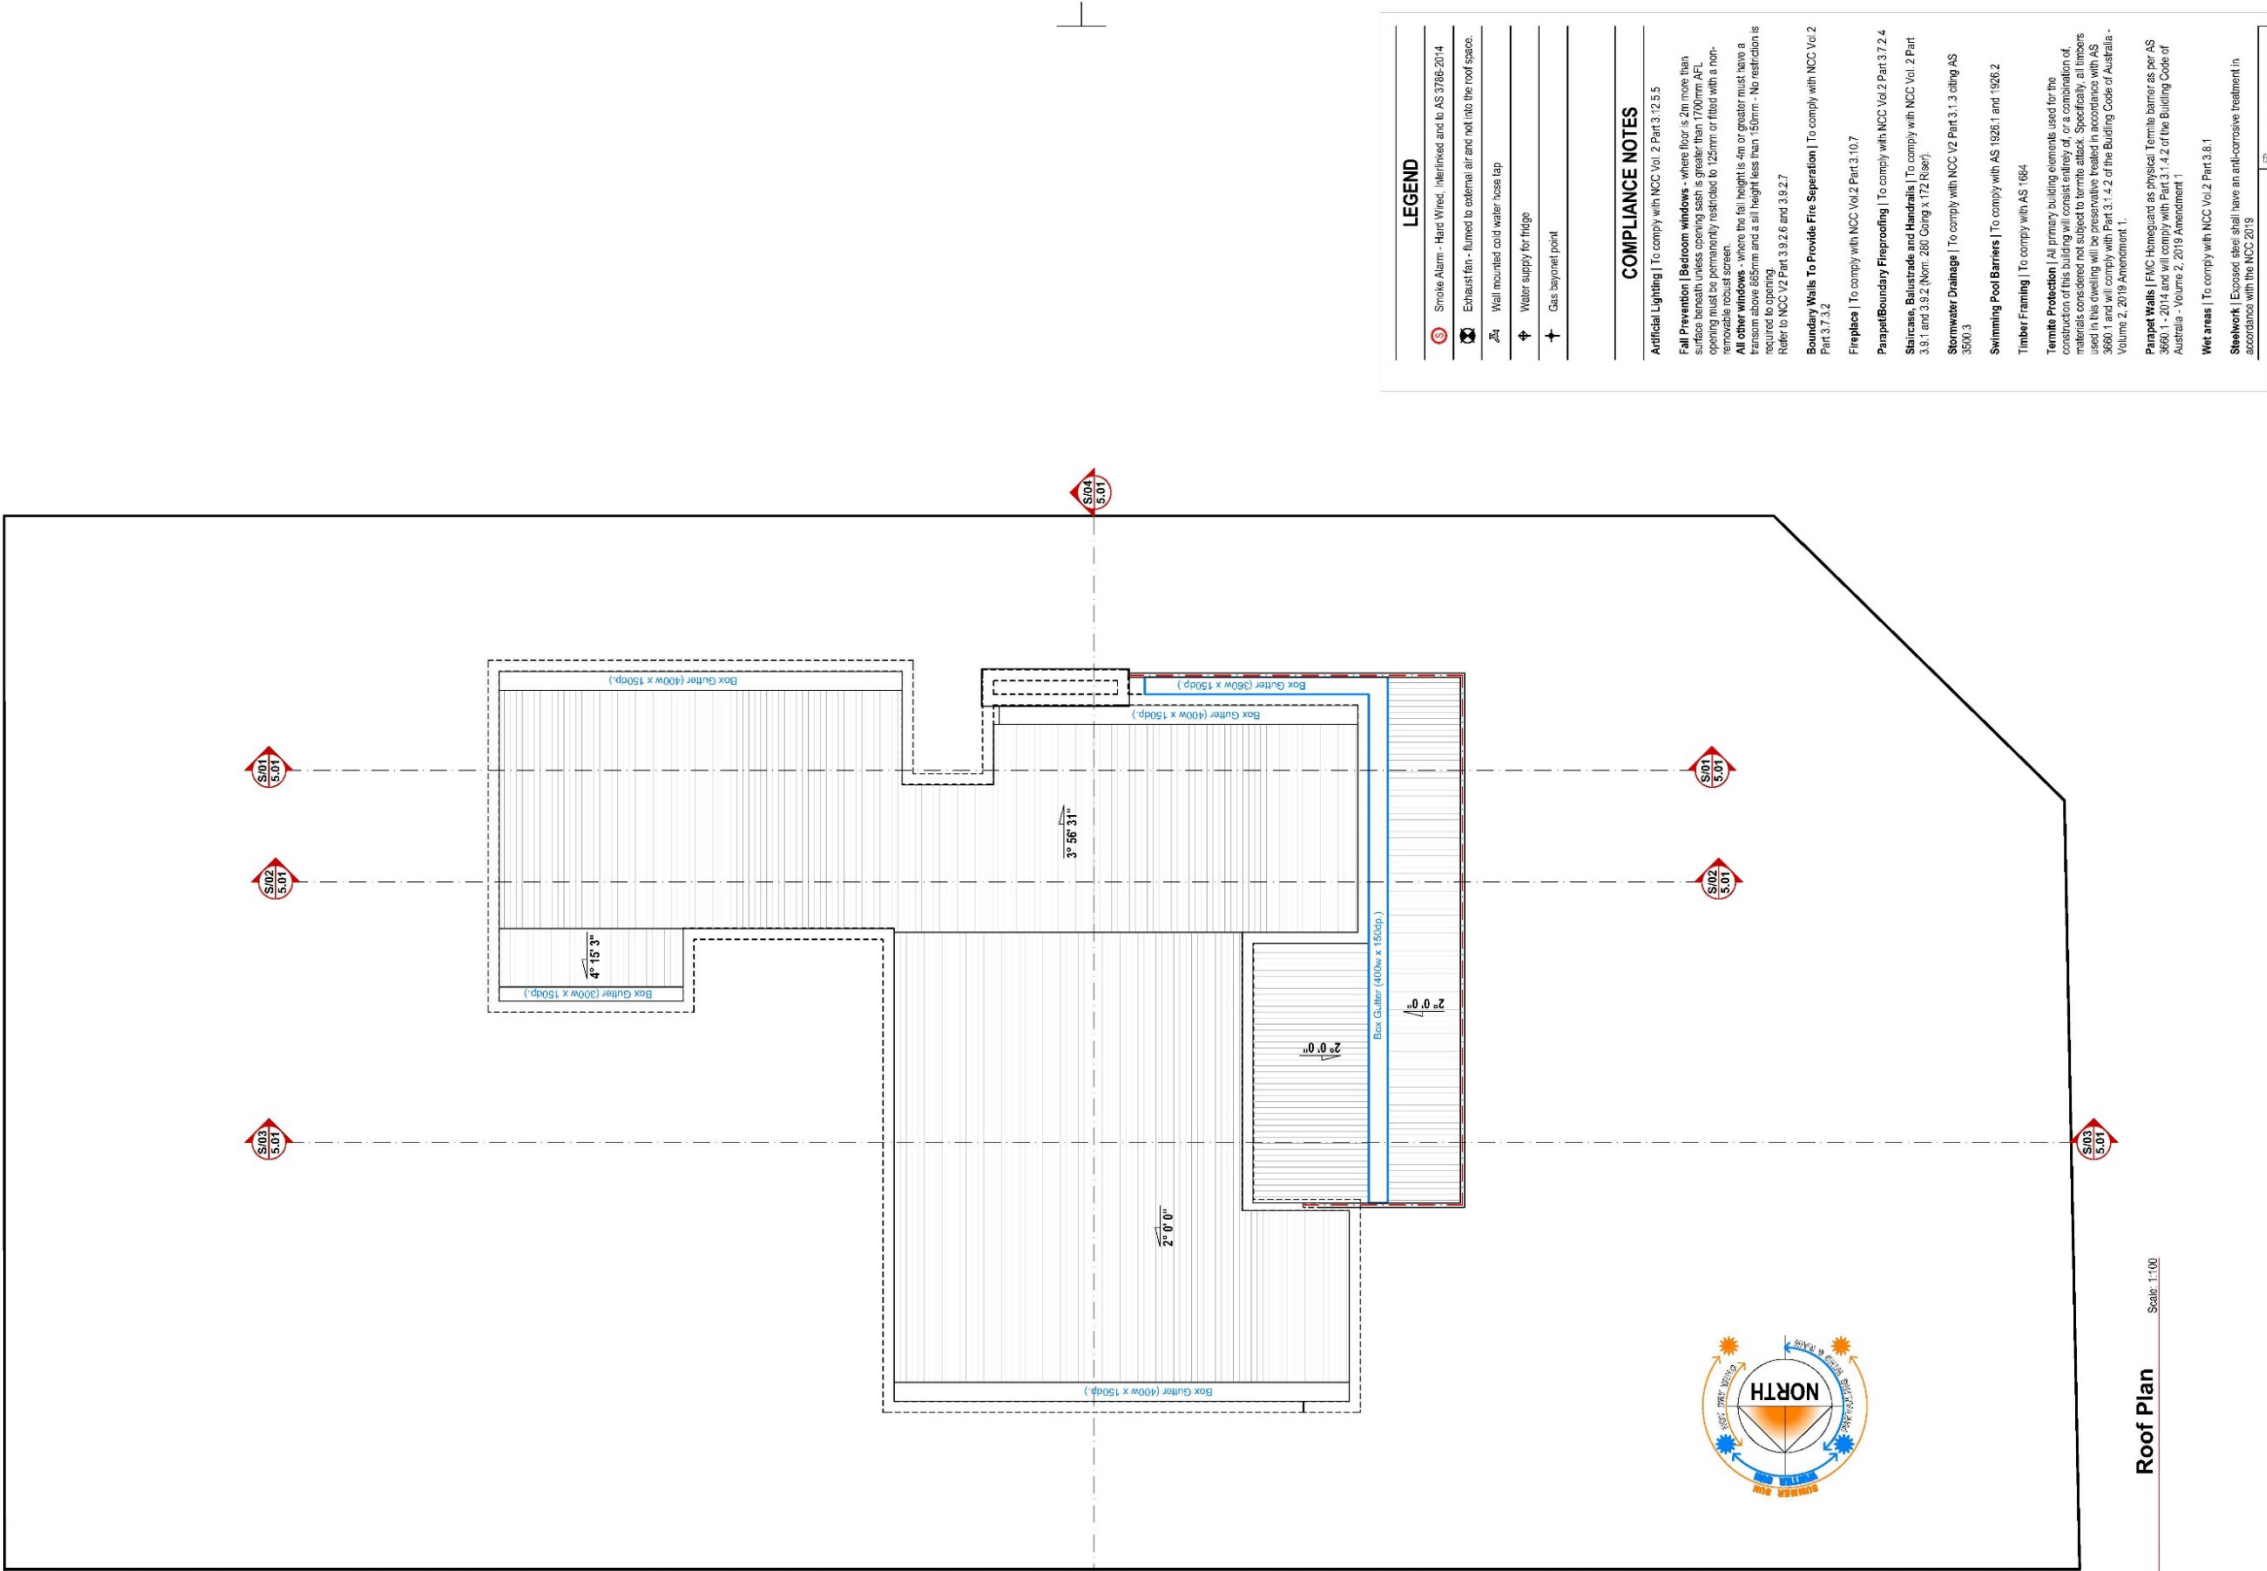 LEGEND
S Smoke Alarm - Hard Wired, Interlinked and to AS 3786-2014
Exhaust fan - flumed to external air and not into the roof space.
Wall mounted cold water hose tap
Water supply for fridge
Gas bayonet point
COMPLIANCE NOTES
Artificial Lighting | To comply with NCC Vol. 2 Part 3.12.5.5
Fall Prevention | Bedroom windows - where floor is 2m more than
surface beneath unless opening sash is greater than 1700mm AFL
opening must be permanently restricted to 125mm or fitted with a non-
removable robust screen.
All other windows - where the fall height is 4m or greater must have a
transom above 865mm and a sill height less than 150mm - No restriction is
required to opening.
Refer to NCC V2 Part 3.9.2.6 and 3.9.2.7
Boundary Walls To Provide Fire Seperation | To comply with NCC Vol.2
Part 3.7.3.2
Fireplace | To comply with NCC Vol.2 Part 3.10.7
Parapet/Boundary Fireproofing | To comply with NCC Vol.2 Part 3.7.2.4
Staircase, Balustrade and Handrails | To comply with NCC Vol. 2 Part
3.9.1 and 3.9.2 (Nom. 280 Going x 172 Riser).
Stormwater Drainage | To comply with NCC V2 Part 3.1.3 citing AS
3500.3
Swimming Pool Barriers | To comply with AS 1926.1 and 1926.2
Timber Framing | To comply with AS 1684
Termite Protection | All primary building elements used for the
construction of this building will consist entirely of, or a combination of,
materials considered not subject to termite attack. Specifically, all timbers
used in this dwelling will be preservative treated in accordance with AS
3660.1 and will comply with Part 3.1.4.2 of the Buidling Code of Australia -
Volume 2, 2019 Amendment 1.
Parapet Walls | FMC Homeguard as physical Termite barrier as per AS
3660.1 - 2014 and will comply with Part 3.1.4.2 of the Building Code of
Australia - Volume 2, 2019 Amendment 1
Wet areas | To comply with NCC Vol.2 Part 3.8.1
Steelwork | Exposed steel shall have an anti-corrosive treatment in
accordance with the NCC 2019
S/04
5.01
Box Gutter (400w x 150dp.)
Box Gutter (360w x 150dp.)
Box Gutter (400w x 150dp.)
S/01
5.01
S/01
5.01
3° 56' 31"
S/02
5.01
S/02
5.01
4° 15' 3"
Box Gutter (300w x 150dp.)
Box Gutter (400w x 150dp.)
2° 0' 0"
2° 0' 0"
S/03
5.01
S/03
5.01
2° 0' 0"
Box Gutter (400w x 150dp.)
NORTH
HOT DRY WIND
WINTER SUN
SUMMER SUN
Roof Plan
Scale: 1:100